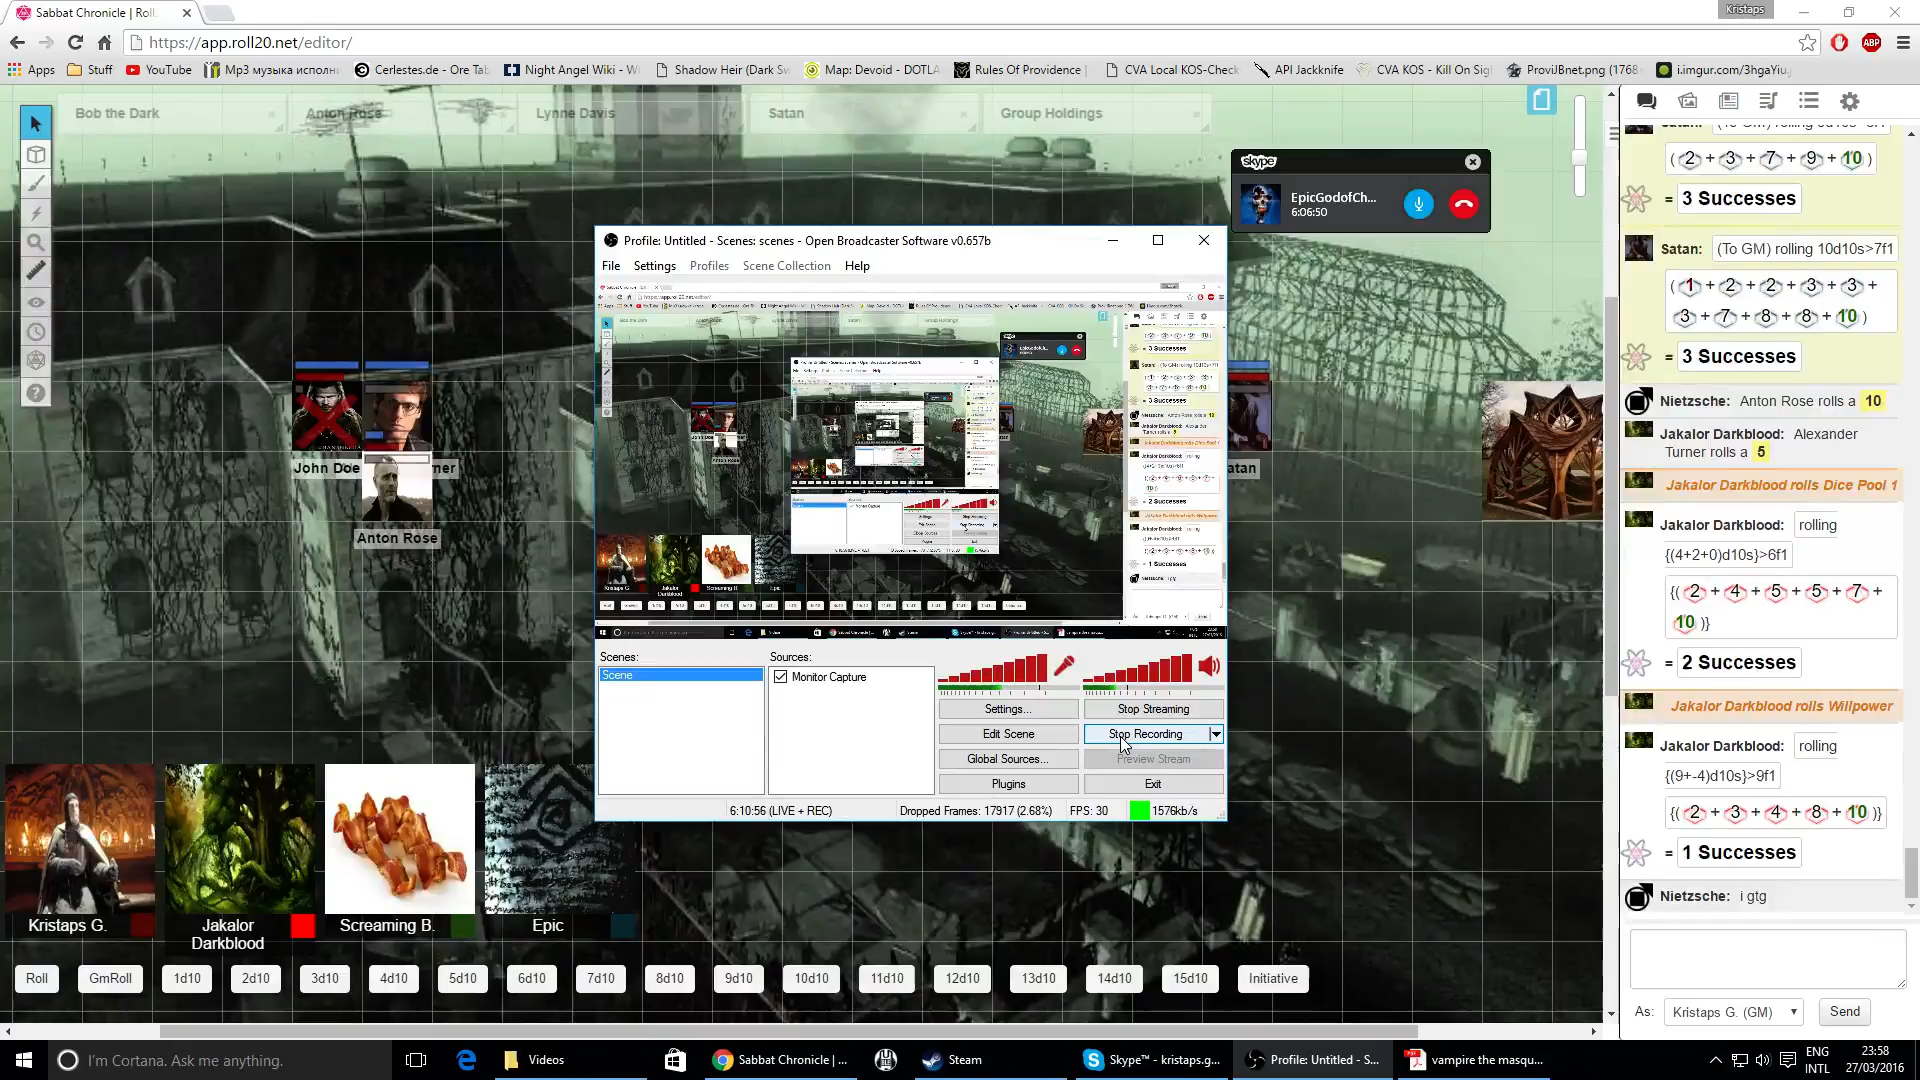 Sabbat Chronicle | Roll
Kristaps
https://app.roll20.net/editor/
Apps
Stuff
YouTube
Mp3 музыка исполни
Cerlestes.de - Ore Tab
Night Angel Wiki - Wi
Shadow Heir (Dark Sw
Map: Devoid - DOTLA
Rules Of Providence |
CVA Local KOS-Check
API Jackknife
CVA KOS - Kill On Sigh
ProviJBnet.png (1768×
i.imgur.com/3hgaYiu.j
Bob the Dark
Anton Rose
Lynne Davis
Satan
Group Holdings
skype
EpicGodofCh...
6:06:50
Profile: Untitled - Scenes: scenes - Open Broadcaster Software v0.657b
File Settings Profiles Scene Collection Help
John Doe
rner
Anton Rose
atan
Scenes:
Scene
Sources:
Monitor Capture
Settings...
Stop Streaming
Edit Scene
Stop Recording
Global Sources...
Preview Stream
Plugins
Exit
6:10:56 (LIVE + REC)
Dropped Frames: 17917 (2.68%)
FPS: 30
1576kb/s
Kristaps G.
Jakalor
Darkblood
Screaming B.
Epic
Roll
GmRoll
1d10
2d10
3d10
4d10
5d10
6d10
7d10
8d10
9d10
10d10
11d10
12d10
13d10
14d10
15d10
Initiative
(2+3+7+9+10)
= 3 Successes
Satan: (To GM) rolling 10d10s>7f1
(1+2+2+3+3+
3+7+8+8+10)
= 3 Successes
Nietzsche: Anton Rose rolls a 10
Jakalor Darkblood: Alexander
Turner rolls a 5
Jakalor Darkblood rolls Dice Pool 1
Jakalor Darkblood: rolling
{(4+2+0)d10s}>6f1
{(2+4+5+5+7+
10)}
= 2 Successes
Jakalor Darkblood rolls Willpower
Jakalor Darkblood: rolling
{(9+-4)d10s}>9f1
{(2+3+4+8+10)}
= 1 Successes
Nietzsche: i gtg
As: Kristaps G. (GM)
Send
I'm Cortana. Ask me anything.
Videos
Sabbat Chronicle | ...
Steam
Skype™ - kristaps.g...
Profile: Untitled - S...
vampire the masqu...
ENG
INTL
23:58
27/03/2016